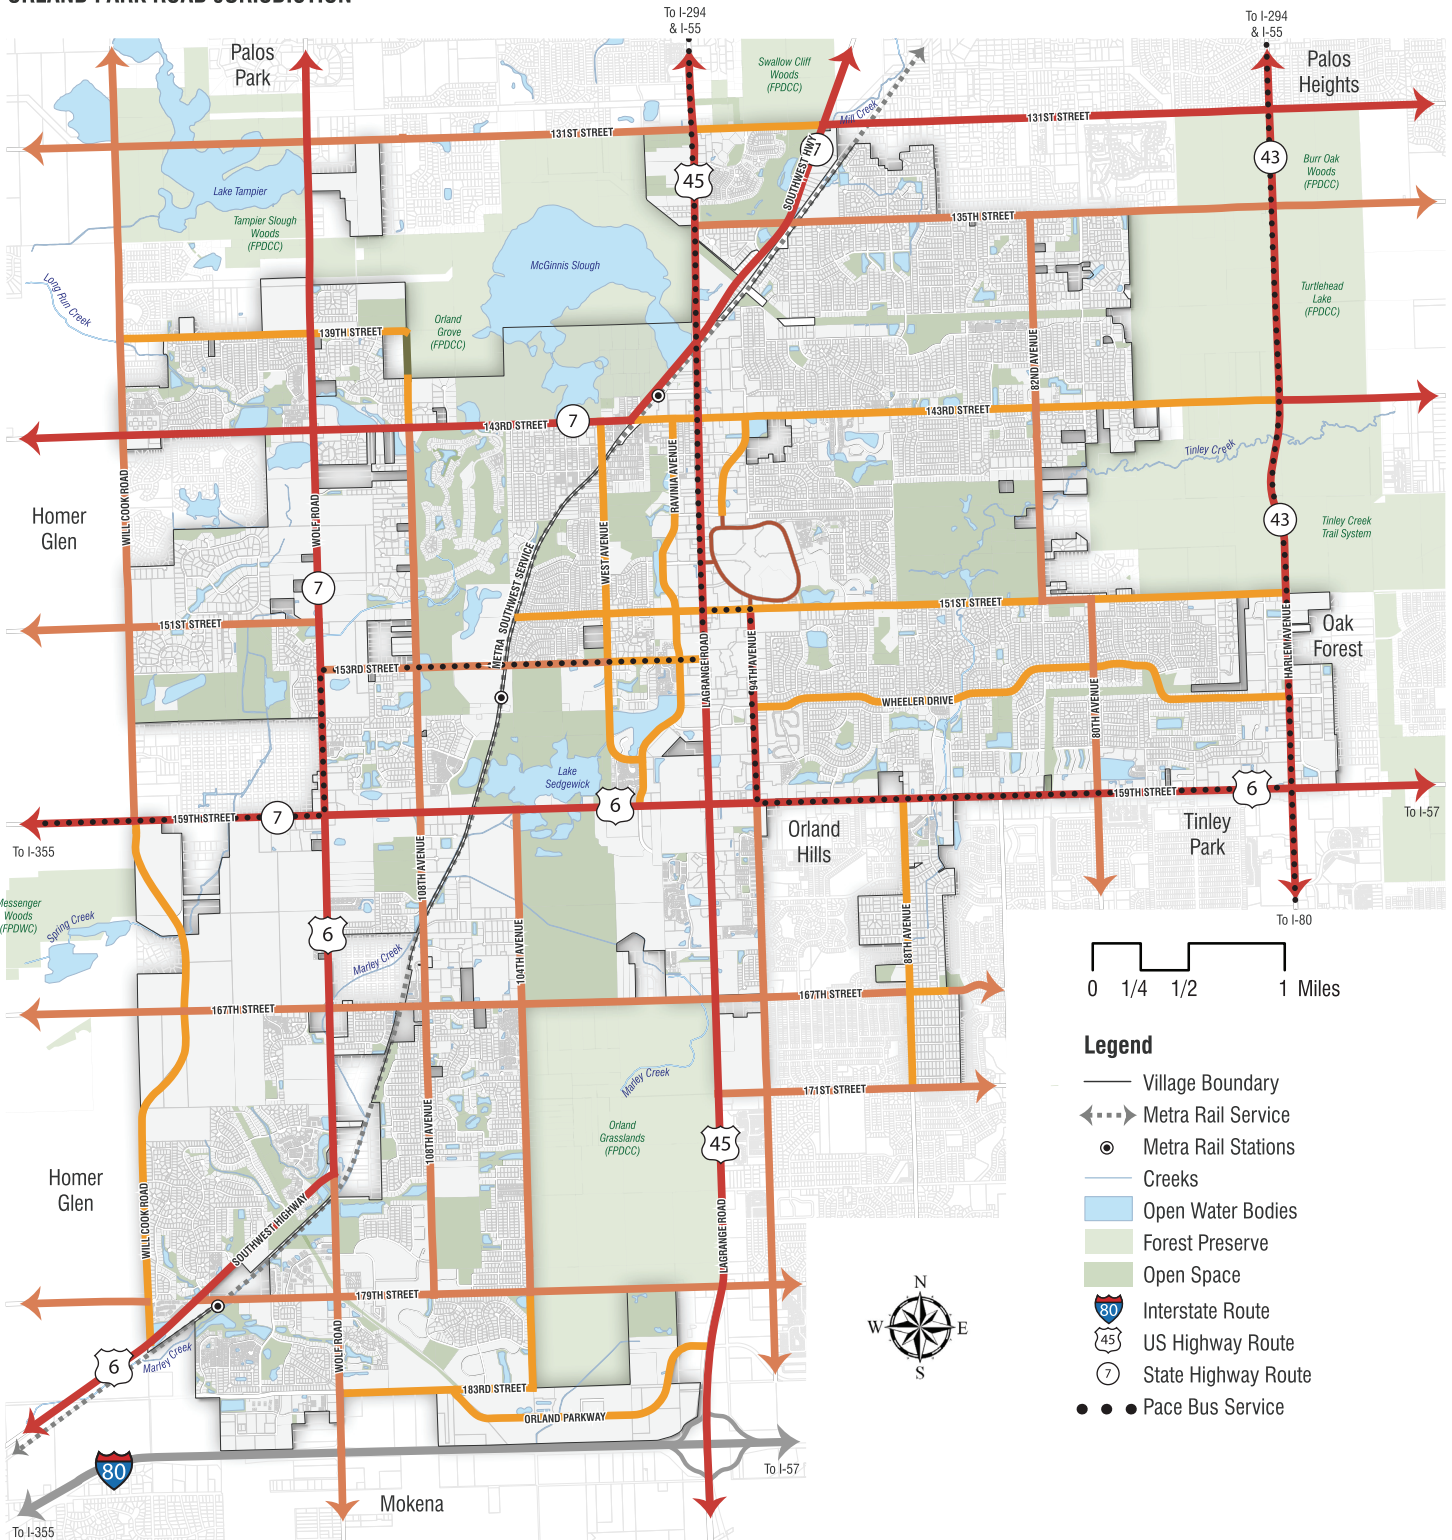 ORLAND PARK ROAD JURISDICTION
To I-294
& I-55
To I-294
& I-55
Palos
Park
Swallow Cliff
Woods
(FPDCC)
Palos
Heights
Mill Creek
131ST STREET
131ST STREET
7
SOUTHWEST HWY
43
45
Burr Oak
Woods
(FPDCC)
Lake Tampier
Tampier Slough
Woods
(FPDCC)
135TH STREET
McGinnis Slough
Long Run Creek
Turtlehead
Lake
(FPDCC)
Orland
Grove
(FPDCC)
139TH STREET
82ND AVENUE
143RD STREET
7
143RD STREET
Tinley Creek
RAVINIA AVENUE
Homer
Glen
WILL COOK ROAD
WOLF ROAD
43
Tinley Creek
Trail System
WEST AVENUE
METRA SOUTHWEST SERVICE
7
151ST STREET
151ST STREET
Oak
Forest
HARLEM AVENUE
153RD STREET
LAGRANGE ROAD
94TH AVENUE
WHEELER DRIVE
80TH AVENUE
Lake
Sedgewick
6
6
159TH STREET
159TH STREET
7
To I-57
To I-355
Orland
Hills
Tinley
Park
108TH AVENUE
Messenger
Woods
(FPDWC)
Spring Creek
6
Marley Creek
104TH AVENUE
88TH AVENUE
To I-80
167TH STREET
167TH STREET
0 1/4 1/2 1 Miles
Marley Creek
171ST STREET
108TH AVENUE
Orland
Grasslands
(FPDCC)
45
Homer
Glen
WILL COOK ROAD
SOUTHWEST HIGHWAY
LAGRANGE ROAD
179TH STREET
WOLF ROAD
6
Marley Creek
183RD STREET
ORLAND PARKWAY
80
To I-57
Mokena
To I-355
N
W E
S
Legend
Village Boundary
Metra Rail Service
Metra Rail Stations
Creeks
Open Water Bodies
Forest Preserve
Open Space
80 Interstate Route
45 US Highway Route
7 State Highway Route
Pace Bus Service